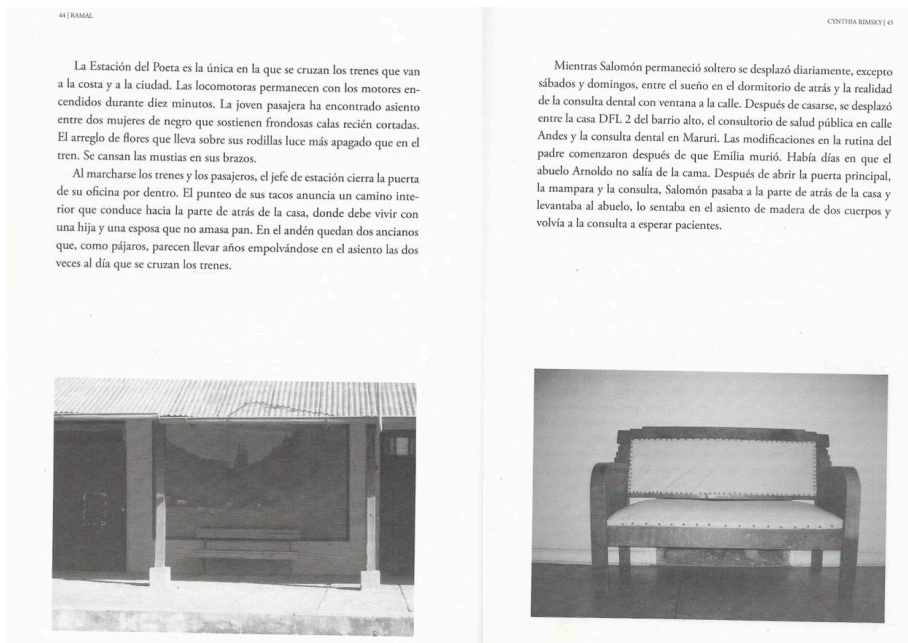 44 | RAMAL
La Estación del Poeta es la única en la que se cruzan los trenes que van
a la costa y a la ciudad. Las locomotoras permanecen con los motores en-
cendidos durante diez minutos. La joven pasajera ha encontrado asiento
entre dos mujeres de negro que sostienen frondosas calas recién cortadas.
El arreglo de flores que lleva sobre sus rodillas luce más apagado que en el
tren. Se cansan las mustias en sus brazos.
Al marcharse los trenes y los pasajeros, el jefe de estación cierra la puerta
de su oficina por dentro. El punteo de sus tacos anuncia un camino inte-
rior que conduce hacia la parte de atrás de la casa, donde debe vivir con
una hija y una esposa que no amasa pan. En el andén quedan dos ancianos
que, como pájaros, parecen llevar años empolvándose en el asiento las dos
veces al día que se cruzan los trenes.
CYNTHIA RIMSKY | 45
Mientras Salomón permaneció soltero se desplazó diariamente, excepto
sábados y domingos, entre el sueño en el dormitorio de atrás y la realidad
de la consulta dental con ventana a la calle. Después de casarse, se desplazó
entre la casa DFL 2 del barrio alto, el consultorio de salud pública en calle
Andes y la consulta dental en Maruri. Las modificaciones en la rutina del
padre comenzaron después de que Emilia murió. Había días en que el
abuelo Arnoldo no salía de la cama. Después de abrir la puerta principal,
la mampara y la consulta, Salomón pasaba a la parte de atrás de la casa y
levantaba al abuelo, lo sentaba en el asiento de madera de dos cuerpos y
volvía a la consulta a esperar pacientes.